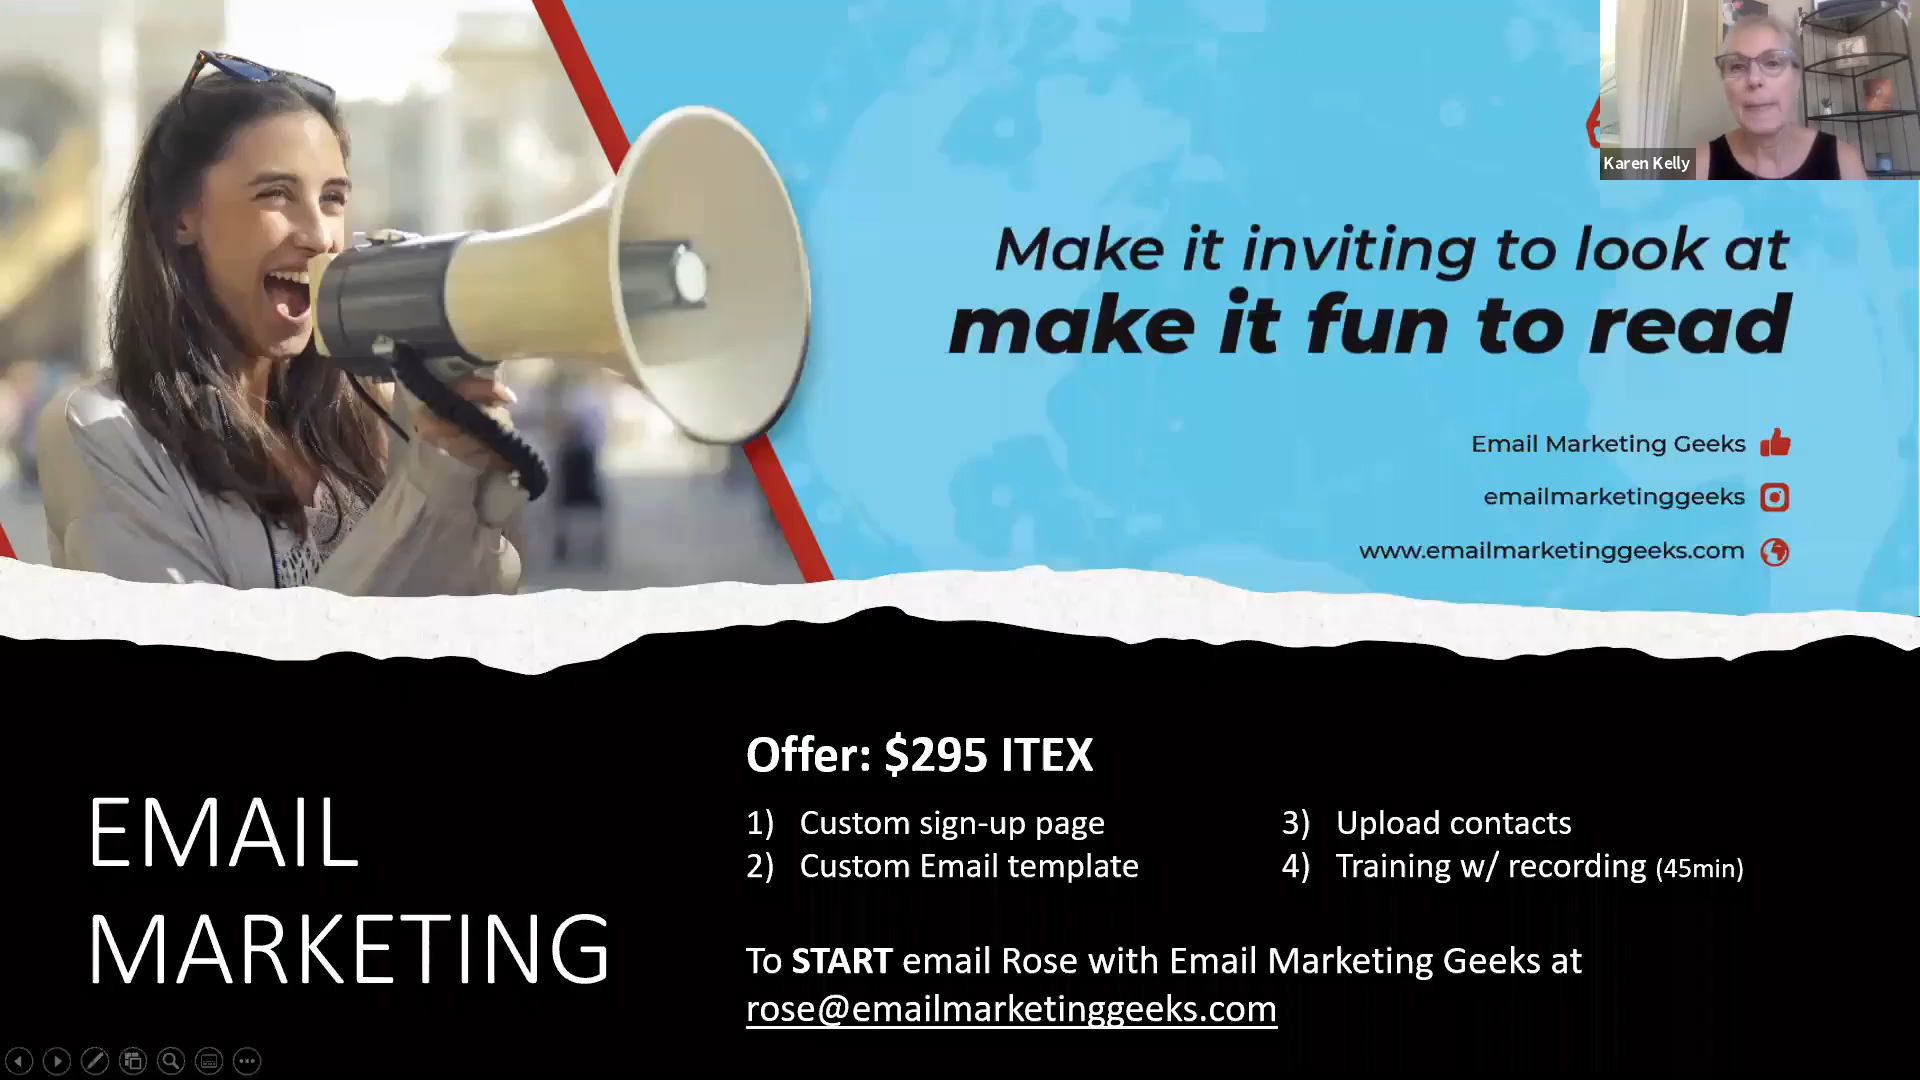 Karen Kelly
Make it inviting to look at
make it fun to read
Email Marketing Geeks
emailmarketinggeeks
www.emailmarketinggeeks.com
EMAIL
MARKETING
Offer: $295 ITEX
1) Custom sign-up page
2) Custom Email template
3) Upload contacts
4) Training w/ recording (45min)
To START email Rose with Email Marketing Geeks at
rose@emailmarketinggeeks.com